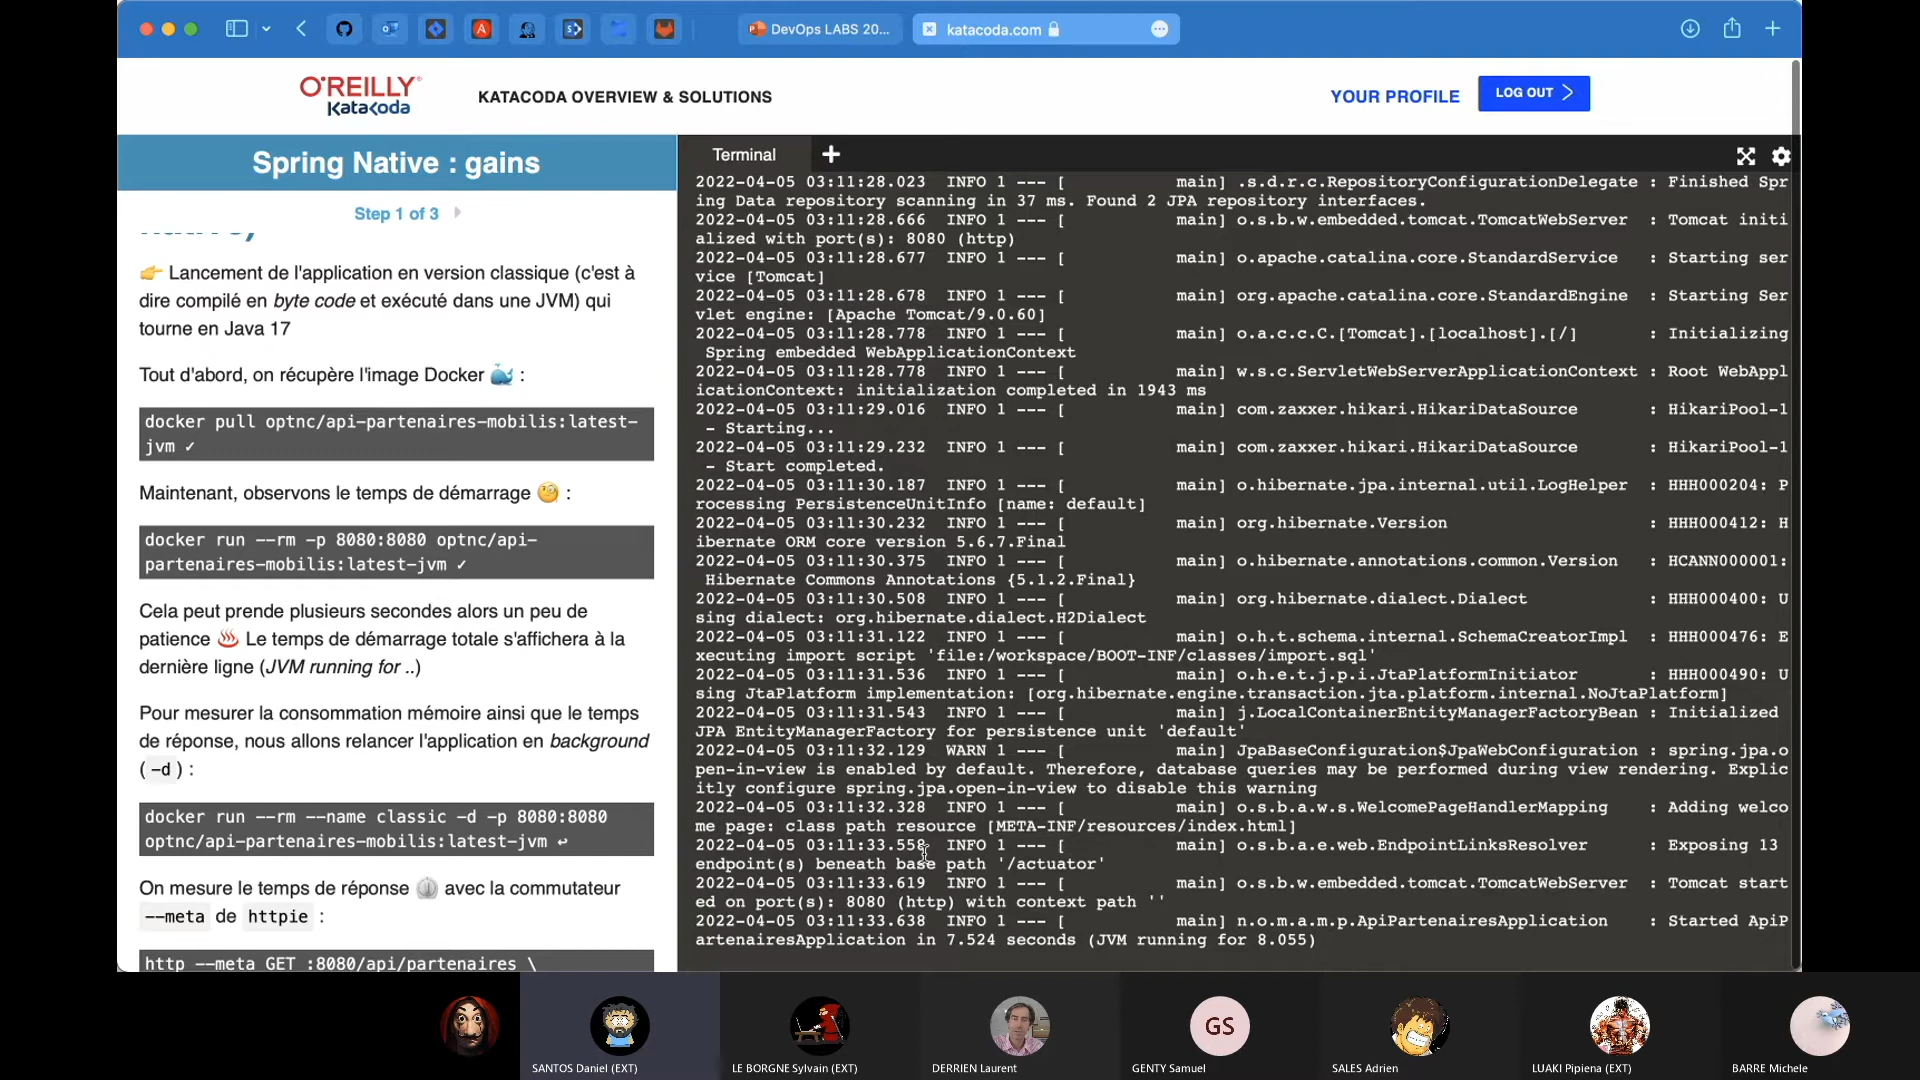 DevOps LABS 20...
katacoda.com
O'REILLY
Katacoda
KATACODA OVERVIEW & SOLUTIONS
YOUR PROFILE
LOG OUT
Spring Native : gains
Step 1 of 3
👉 Lancement de l'application en version classique (c'est à
dire compilé en byte code et exécuté dans une JVM) qui
tourne en Java 17
Tout d'abord, on récupère l'image Docker 🐳 :
docker pull optnc/api-partenaires-mobilis:latest-
jvm ✓
Maintenant, observons le temps de démarrage 🧐 :
docker run --rm -p 8080:8080 optnc/api-
partenaires-mobilis:latest-jvm ✓
Cela peut prende plusieurs secondes alors un peu de
patience ♨️ Le temps de démarrage totale s'affichera à la
dernière ligne (JVM running for ..)
Pour mesurer la consommation mémoire ainsi que le temps
de réponse, nous allons relancer l'application en background
( -d ) :
docker run --rm --name classic -d -p 8080:8080
optnc/api-partenaires-mobilis:latest-jvm ↩
On mesure le temps de réponse ⏲ avec la commutateur
--meta de httpie :
http --meta GET :8080/api/partenaires \
Terminal
2022-04-05 03:11:28.023  INFO 1 --- [           main] .s.d.r.c.RepositoryConfigurationDelegate : Finished Spr
ing Data repository scanning in 37 ms. Found 2 JPA repository interfaces.
2022-04-05 03:11:28.666  INFO 1 --- [           main] o.s.b.w.embedded.tomcat.TomcatWebServer  : Tomcat initi
alized with port(s): 8080 (http)
2022-04-05 03:11:28.677  INFO 1 --- [           main] o.apache.catalina.core.StandardService   : Starting ser
vice [Tomcat]
2022-04-05 03:11:28.678  INFO 1 --- [           main] org.apache.catalina.core.StandardEngine  : Starting Ser
vlet engine: [Apache Tomcat/9.0.60]
2022-04-05 03:11:28.778  INFO 1 --- [           main] o.a.c.c.C.[Tomcat].[localhost].[/]       : Initializing
 Spring embedded WebApplicationContext
2022-04-05 03:11:28.778  INFO 1 --- [           main] w.s.c.ServletWebServerApplicationContext : Root WebAppl
icationContext: initialization completed in 1943 ms
2022-04-05 03:11:29.016  INFO 1 --- [           main] com.zaxxer.hikari.HikariDataSource       : HikariPool-1
 - Starting...
2022-04-05 03:11:29.232  INFO 1 --- [           main] com.zaxxer.hikari.HikariDataSource       : HikariPool-1
 - Start completed.
2022-04-05 03:11:30.187  INFO 1 --- [           main] o.hibernate.jpa.internal.util.LogHelper  : HHH000204: P
rocessing PersistenceUnitInfo [name: default]
2022-04-05 03:11:30.232  INFO 1 --- [           main] org.hibernate.Version                    : HHH000412: H
ibernate ORM core version 5.6.7.Final
2022-04-05 03:11:30.375  INFO 1 --- [           main] o.hibernate.annotations.common.Version   : HCANN000001:
 Hibernate Commons Annotations {5.1.2.Final}
2022-04-05 03:11:30.508  INFO 1 --- [           main] org.hibernate.dialect.Dialect            : HHH000400: U
sing dialect: org.hibernate.dialect.H2Dialect
2022-04-05 03:11:31.122  INFO 1 --- [           main] o.h.t.schema.internal.SchemaCreatorImpl  : HHH000476: E
xecuting import script 'file:/workspace/BOOT-INF/classes/import.sql'
2022-04-05 03:11:31.536  INFO 1 --- [           main] o.h.e.t.j.p.i.JtaPlatformInitiator       : HHH000490: U
sing JtaPlatform implementation: [org.hibernate.engine.transaction.jta.platform.internal.NoJtaPlatform]
2022-04-05 03:11:31.543  INFO 1 --- [           main] j.LocalContainerEntityManagerFactoryBean : Initialized
JPA EntityManagerFactory for persistence unit 'default'
2022-04-05 03:11:32.129  WARN 1 --- [           main] JpaBaseConfiguration$JpaWebConfiguration : spring.jpa.o
pen-in-view is enabled by default. Therefore, database queries may be performed during view rendering. Explic
itly configure spring.jpa.open-in-view to disable this warning
2022-04-05 03:11:32.328  INFO 1 --- [           main] o.s.b.a.w.s.WelcomePageHandlerMapping    : Adding welco
me page: class path resource [META-INF/resources/index.html]
2022-04-05 03:11:33.558  INFO 1 --- [           main] o.s.b.a.e.web.EndpointLinksResolver      : Exposing 13
endpoint(s) beneath base path '/actuator'
2022-04-05 03:11:33.619  INFO 1 --- [           main] o.s.b.w.embedded.tomcat.TomcatWebServer  : Tomcat start
ed on port(s): 8080 (http) with context path ''
2022-04-05 03:11:33.638  INFO 1 --- [           main] n.o.m.a.m.p.ApiPartenairesApplication    : Started ApiP
artenairesApplication in 7.524 seconds (JVM running for 8.055)
GS
SANTOS Daniel (EXT)
LE BORGNE Sylvain (EXT)
DERRIEN Laurent
GENTY Samuel
SALES Adrien
LUAKI Pipiena (EXT)
BARRE Michele